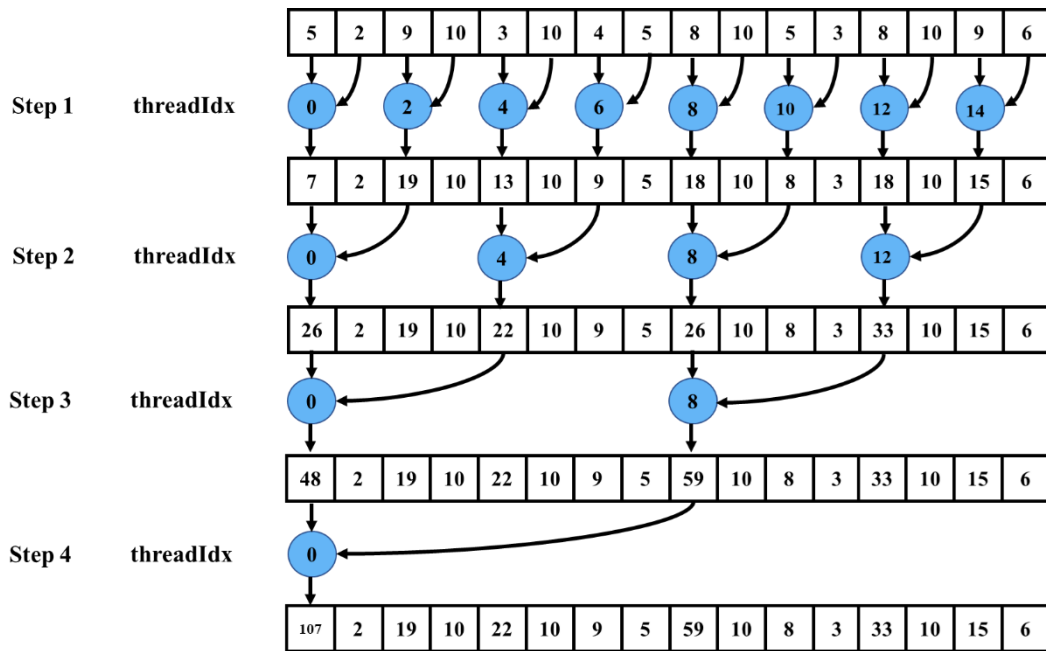 5 2 9 10 3 10 4 5 8 10 5 3 8 10 9 6
Step 1 threadIdx 0 2 4 6 8 10 12 14
7 2 19 10 13 10 9 5 18 10 8 3 18 10 15 6
Step 2 threadIdx 0 4 8 12
26 2 19 10 22 10 9 5 26 10 8 3 33 10 15 6
Step 3 threadIdx 0 8
48 2 19 10 22 10 9 5 59 10 8 3 33 10 15 6
Step 4 threadIdx 0
107 2 19 10 22 10 9 5 59 10 8 3 33 10 15 6